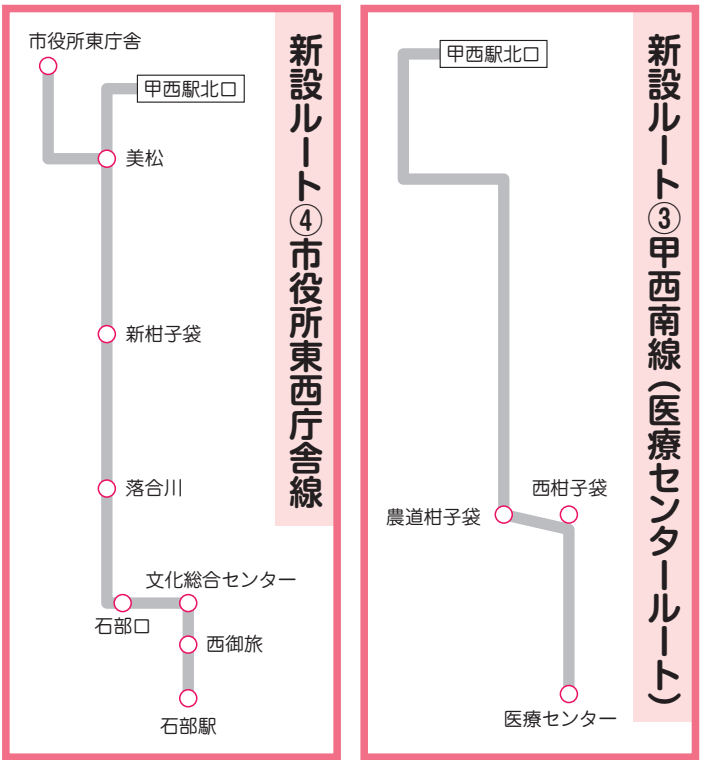 新設ルート④市役所東西庁舎線
市役所東庁舎
甲西駅北口
美松
新柑子袋
落合川
文化総合センター
石部口
西御旅
石部駅
新設ルート③甲西南線（医療センタールート）
甲西駅北口
西柑子袋
農道柑子袋
医療センター